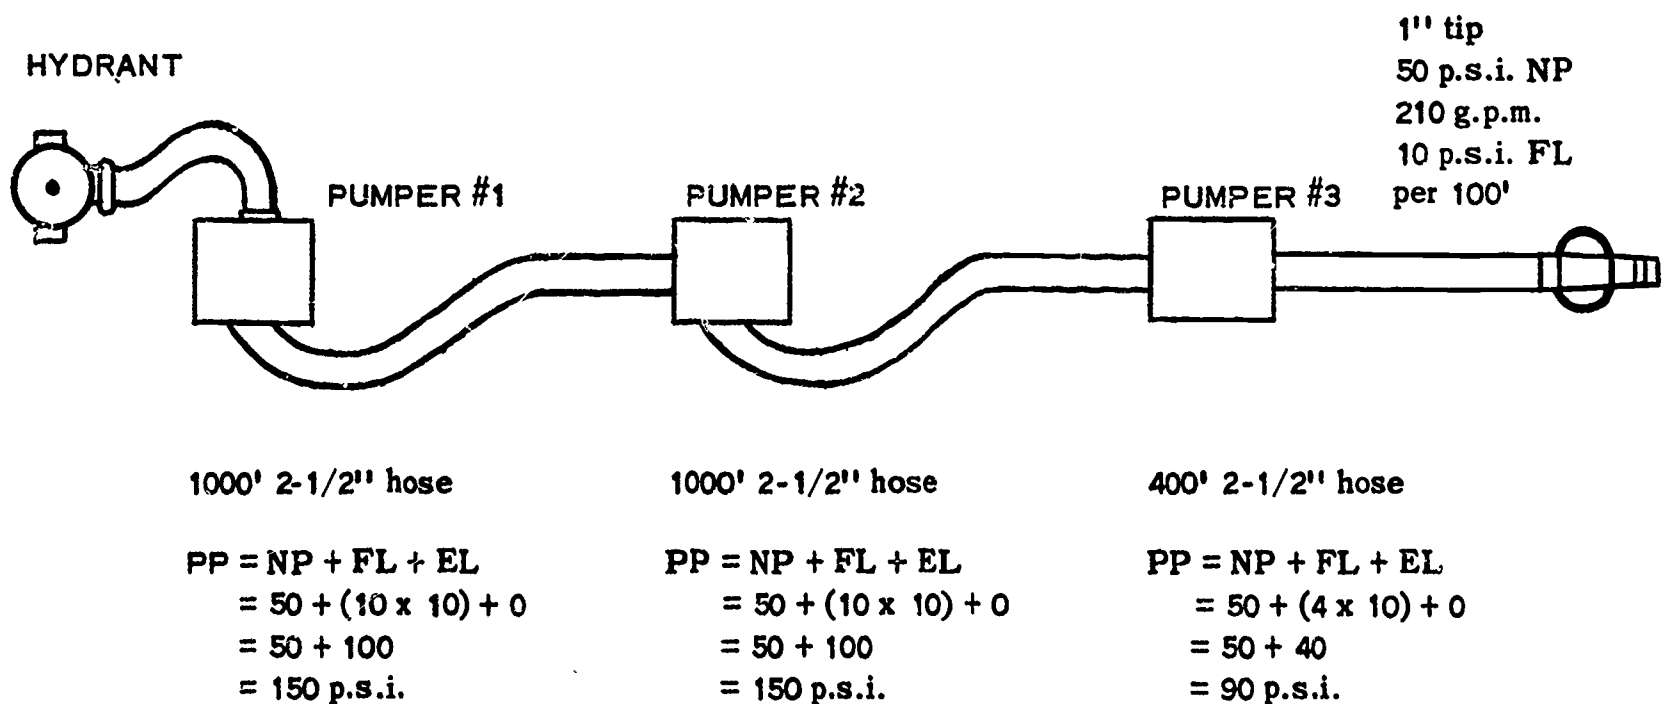 HYDRANT
1" tip
50 p.s.i. NP
210 g.p.m.
10 p.s.i. FL
per 100'
PUMPER #1
PUMPER #2
PUMPER #3
1000' 2-1/2" hose
PP = NP + FL + EL
= 50 + (10 x 10) + 0
= 50 + 100
= 150 p.s.i.
1000' 2-1/2" hose
PP = NP + FL + EL
= 50 + (10 x 10) + 0
= 50 + 100
= 150 p.s.i.
400' 2-1/2" hose
PP = NP + FL + EL
= 50 + (4 x 10) + 0
= 50 + 40
= 90 p.s.i.